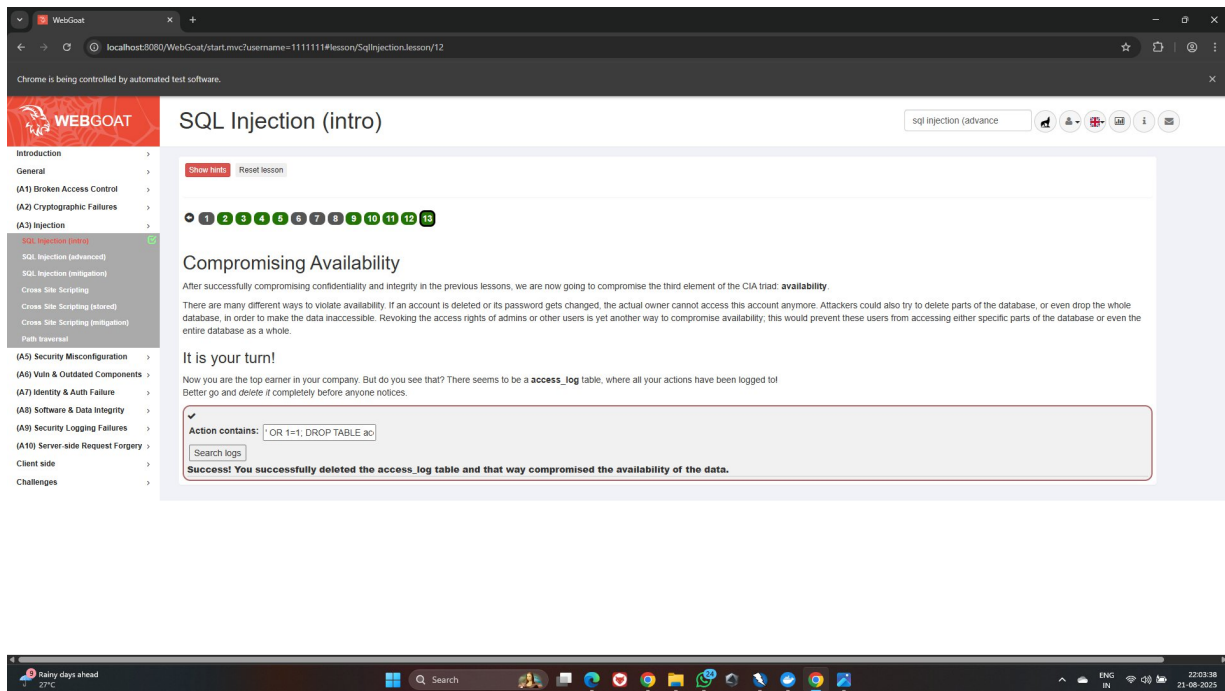 WebGoat
localhost:8080/WebGoat/start.mvc?username=1111111#lesson/SqlInjection.lesson/12
Chrome is being controlled by automated test software.
WEBGOAT
SQL Injection (intro)
sql injection (advance
Introduction
General
(A1) Broken Access Control
(A2) Cryptographic Failures
(A3) Injection
SQL Injection (intro)
SQL Injection (advanced)
SQL Injection (mitigation)
Cross Site Scripting
Cross Site Scripting (stored)
Cross Site Scripting (mitigation)
Path traversal
(A5) Security Misconfiguration
(A6) Vuln & Outdated Components
(A7) Identity & Auth Failure
(A8) Software & Data Integrity
(A9) Security Logging Failures
(A10) Server-side Request Forgery
Client side
Challenges
Show hints Reset lesson
1 2 3 4 5 6 7 8 9 10 11 12 13
Compromising Availability
After successfully compromising confidentiality and integrity in the previous lessons, we are now going to compromise the third element of the CIA triad: availability.
There are many different ways to violate availability. If an account is deleted or its password gets changed, the actual owner cannot access this account anymore. Attackers could also try to delete parts of the database, or even drop the whole
database, in order to make the data inaccessible. Revoking the access rights of admins or other users is yet another way to compromise availability; this would prevent these users from accessing either specific parts of the database or even the
entire database as a whole.
It is your turn!
Now you are the top earner in your company. But do you see that? There seems to be a access_log table, where all your actions have been logged to!
Better go and delete it completely before anyone notices.
Action contains: ' OR 1=1; DROP TABLE ac
Search logs
Success! You successfully deleted the access_log table and that way compromised the availability of the data.
9
Rainy days ahead
27°C
Search
ENG
IN
22:03:38
21-08-2025